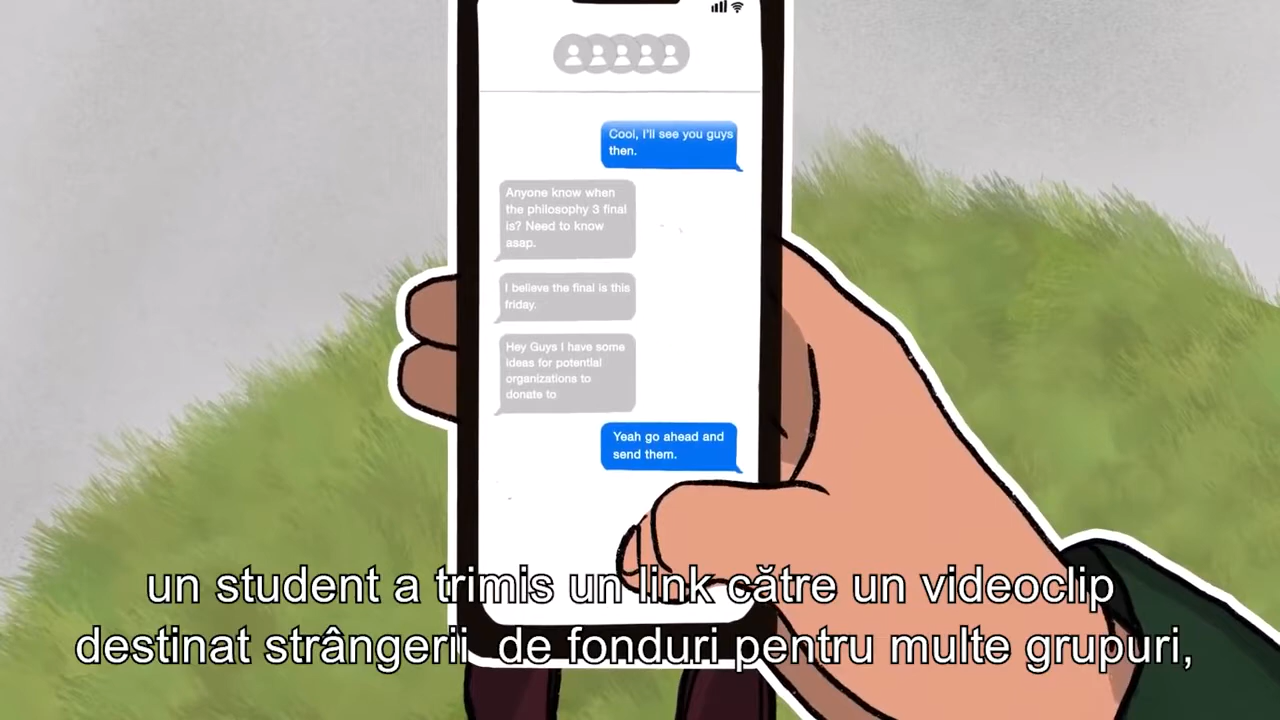 Cool, I'll see you guys
then.
Anyone know when
the philosophy 3 final
is? Need to know
asap.
I believe the final is this
friday.
Hey Guys I have some
ideas for potential
organizations to
donate to
Yeah go ahead and
send them.
un student a trimis un link către un videoclip
destinat strângerii de fonduri pentru multe grupuri,